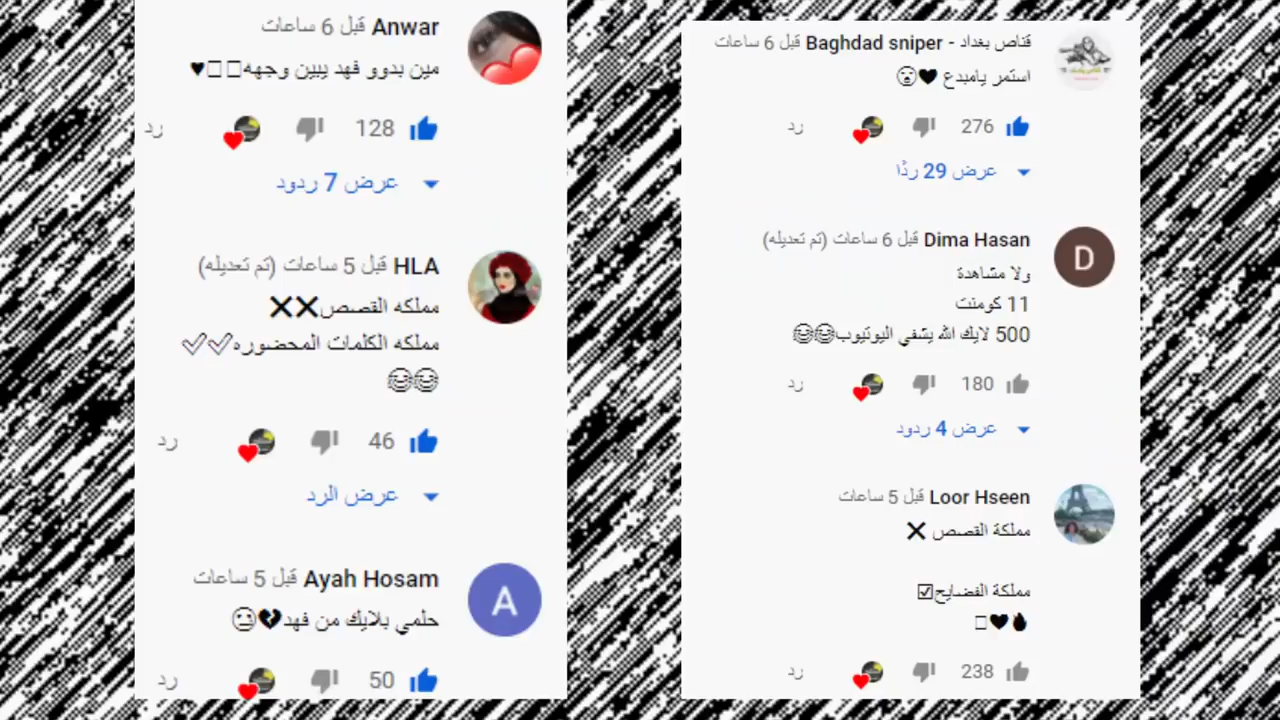 Anwar قبل 6 ساعات
مين بدوو فهد يبين وجهه♥
128
رد
عرض 7 ردود
HLA قبل 5 ساعات (تم تعديله)
مملكه القصص❌❌
مملكه الكلمات المحضوره✔✔
😂😂
46
رد
عرض الرد
A
Ayah Hosam قبل 5 ساعات
حلمي بلايك من فهد💔😐
50
رد
قناص بغداد - Baghdad sniper قبل 6 ساعات
استمر يامبدع ♥😮
276
رد
عرض 29 ردًا
D
Dima Hasan قبل 6 ساعات (تم تعديله)
ولا مشاهدة
11 كومنت
500 لايك الله يشفي اليوتيوب😂😂
180
رد
عرض 4 ردود
Loor Hseen قبل 5 ساعات
مملكة القصص ❌
مملكة الفضايح☑
🔥♥
238
رد